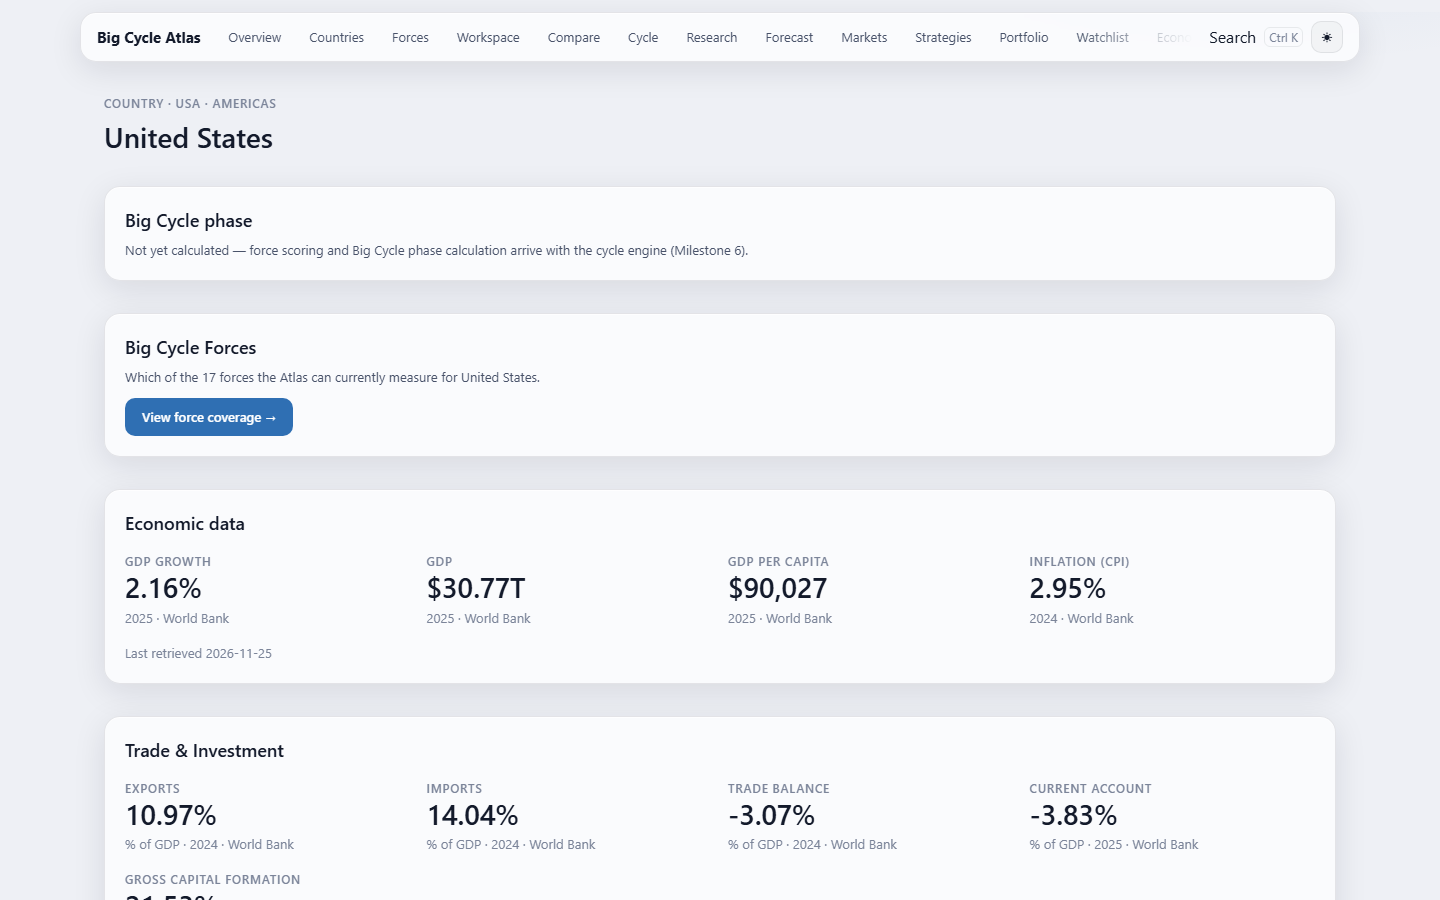 Big Cycle Atlas Overview Countries Forces Workspace Compare Cycle Research Forecast Markets Strategies Portfolio Watchlist Search Ctrl K
COUNTRY · USA · AMERICAS
United States
Big Cycle phase
Not yet calculated — force scoring and Big Cycle phase calculation arrive with the cycle engine (Milestone 6).
Big Cycle Forces
Which of the 17 forces the Atlas can currently measure for United States.
View force coverage →
Economic data
GDP GROWTH GDP GDP PER CAPITA INFLATION (CPI)
2.16% $30.77T $90,027 2.95%
2025 · World Bank 2025 · World Bank 2025 · World Bank 2024 · World Bank
Last retrieved 2026-11-25
Trade & Investment
EXPORTS IMPORTS TRADE BALANCE CURRENT ACCOUNT
10.97% 14.04% -3.07% -3.83%
% of GDP · 2024 · World Bank % of GDP · 2024 · World Bank % of GDP · 2024 · World Bank % of GDP · 2025 · World Bank
GROSS CAPITAL FORMATION